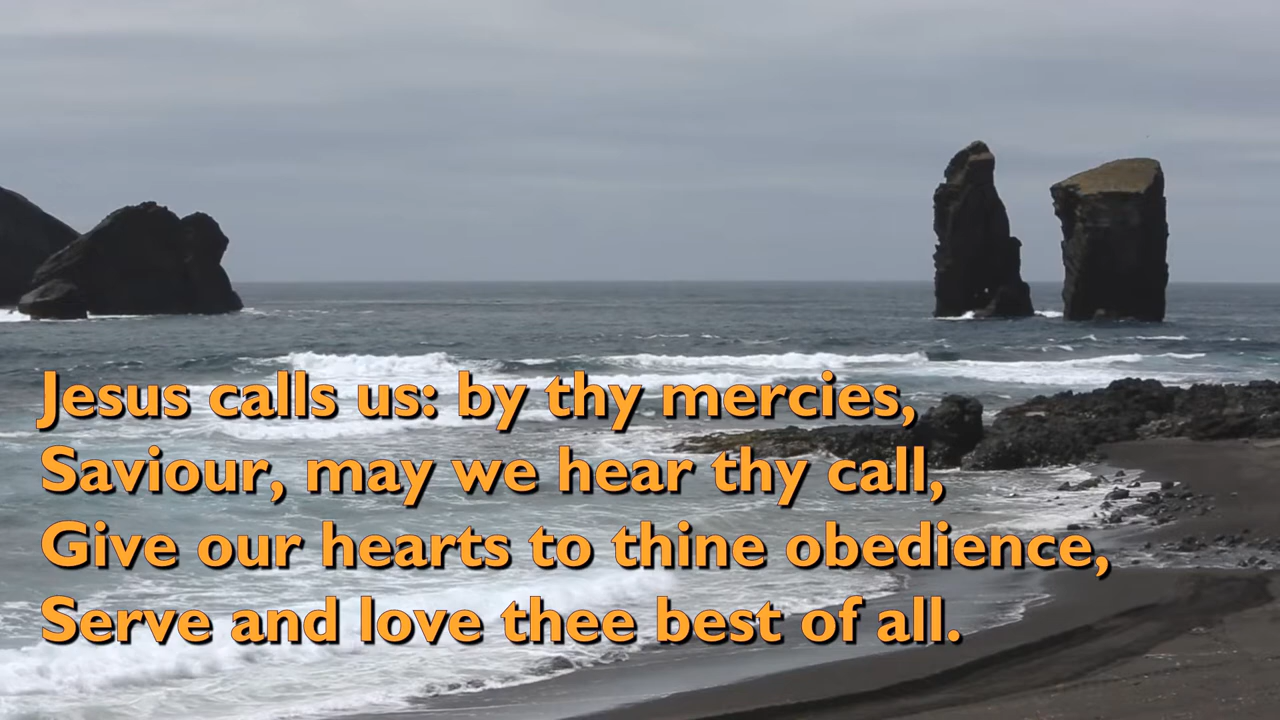 Jesus calls us: by thy mercies,
Saviour, may we hear thy call,
Give our hearts to thine obedience,
Serve and love thee best of all.